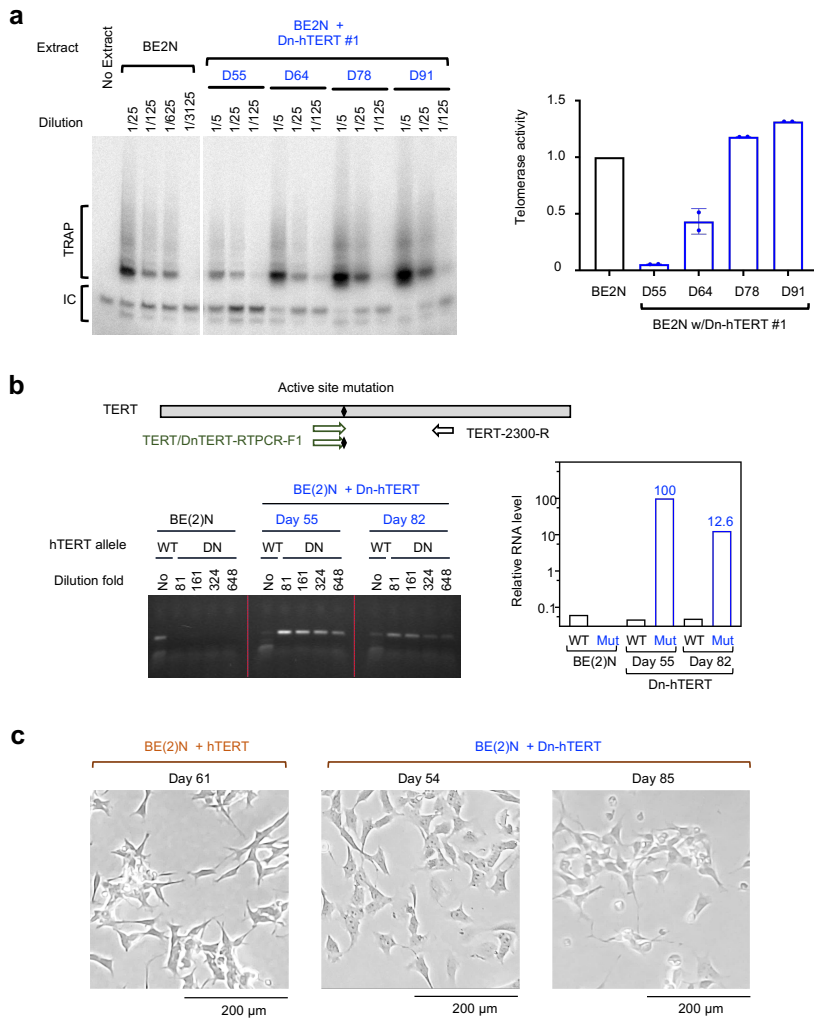 a
Extract
No Extract
BE2N
BE2N +
Dn-hTERT #1
D55 D64 D78 D91
Dilution
1/25 1/125 1/625 1/3125 1/5 1/25 1/125 1/5 1/25 1/125 1/5 1/25 1/125 1/5 1/25 1/125
TRAP
IC
Telomerase activity
1.5
1.0
.5
0
BE2N D55 D64 D78 D91
BE2N w/Dn-hTERT #1
b
Active site mutation
TERT
TERT/DnTERT-RTPCR-F1
TERT-2300-R
BE(2)N + Dn-hTERT
BE(2)N Day 55 Day 82
hTERT allele WT DN WT DN WT DN
Dilution fold No 81 161 324 648 No 81 161 324 648 No 81 161 324 648
Relative RNA level
100
10
1
0.1
100
12.6
WT Mut WT Mut WT Mut
BE(2)N Day 55 Day 82
Dn-hTERT
c
BE(2)N + hTERT BE(2)N + Dn-hTERT
Day 61 Day 54 Day 85
200 µm 200 µm 200 µm